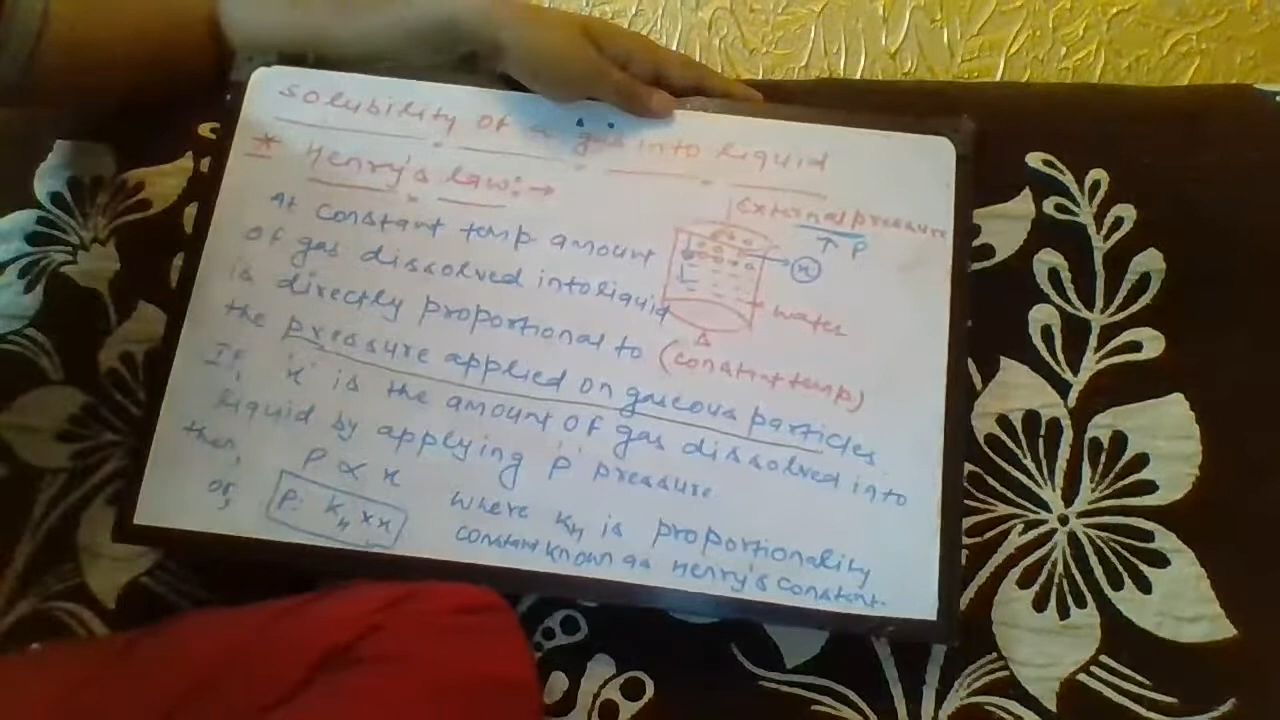 Solubility of a gas into liquid
* Henry's law:→
At constant temp amount
of gas dissolved into liquid
is directly proportional to
the pressure applied on gaseous particles.
If, 'x' is the amount of gas dissolved into
liquid by applying 'P' pressure
then, P ∝ x
or, P = K_H × x
where K_H is proportionality
constant known as Henry's constant.
External pressure
↑ P
x
water
Δ
(constant temp)